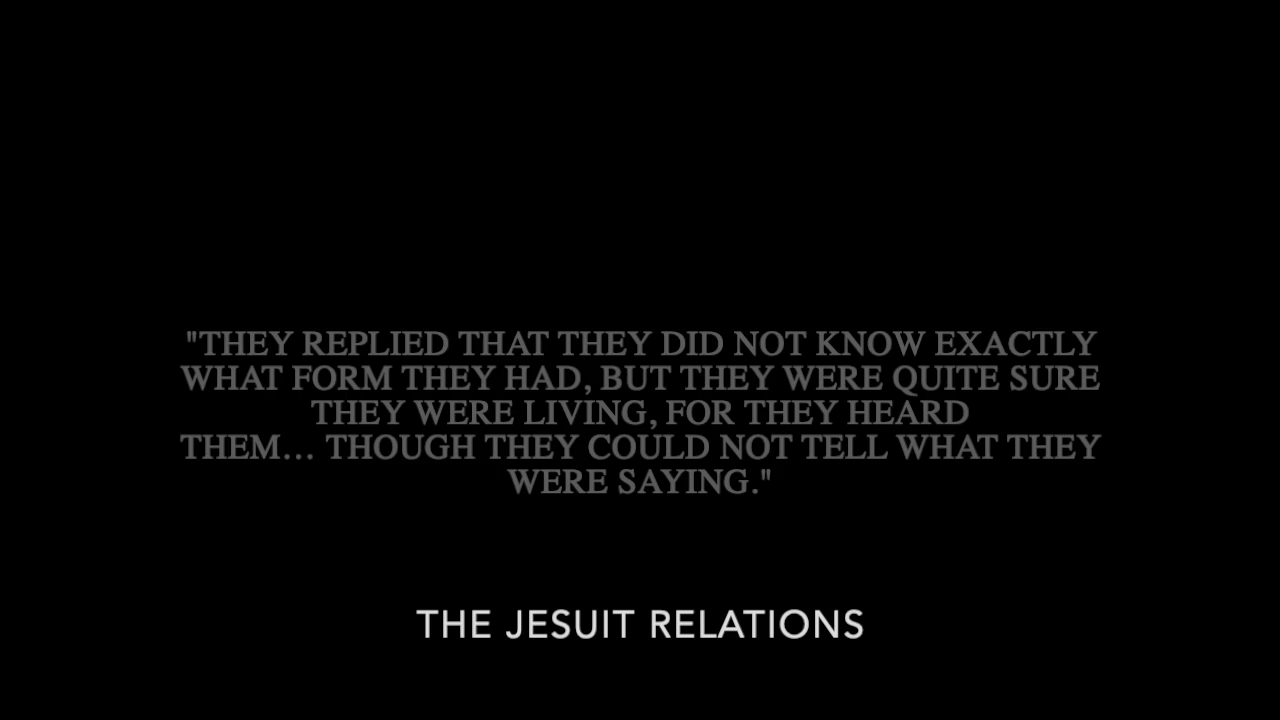 "THEY REPLIED THAT THEY DID NOT KNOW EXACTLY
WHAT FORM THEY HAD, BUT THEY WERE QUITE SURE
THEY WERE LIVING, FOR THEY HEARD
THEM... THOUGH THEY COULD NOT TELL WHAT THEY
WERE SAYING."
THE JESUIT RELATIONS